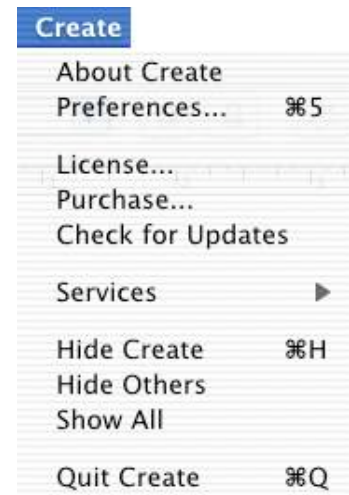 Create
About Create
Preferences... ⌘5
License...
Purchase...
Check for Updates
Services ▶
Hide Create ⌘H
Hide Others
Show All
Quit Create ⌘Q